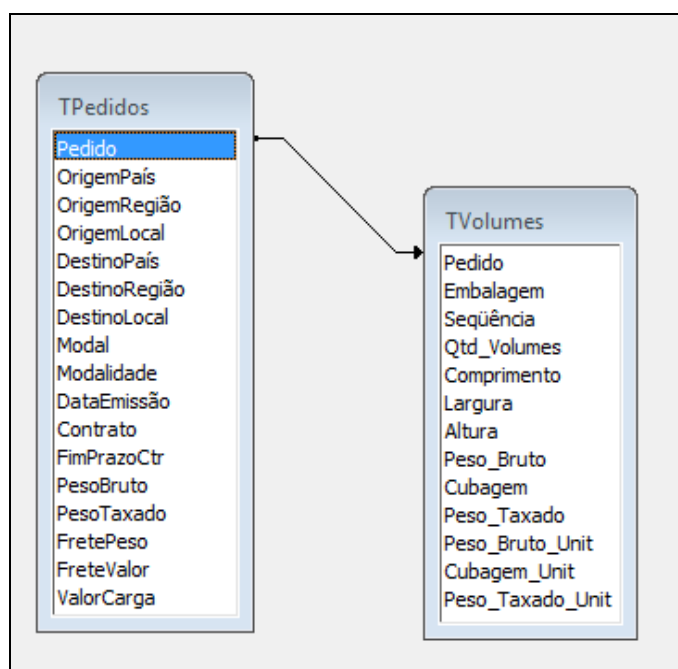 TPedidos
Pedido
OrigemPaís
OrigemRegião
OrigemLocal
DestinoPaís
DestinoRegião
DestinoLocal
Modal
Modalidade
DataEmissão
Contrato
FimPrazoCtr
PesoBruto
PesoTaxado
FretePeso
FreteValor
ValorCarga
TVolumes
Pedido
Embalagem
Seqüência
Qtd_Volumes
Comprimento
Largura
Altura
Peso_Bruto
Cubagem
Peso_Taxado
Peso_Bruto_Unit
Cubagem_Unit
Peso_Taxado_Unit